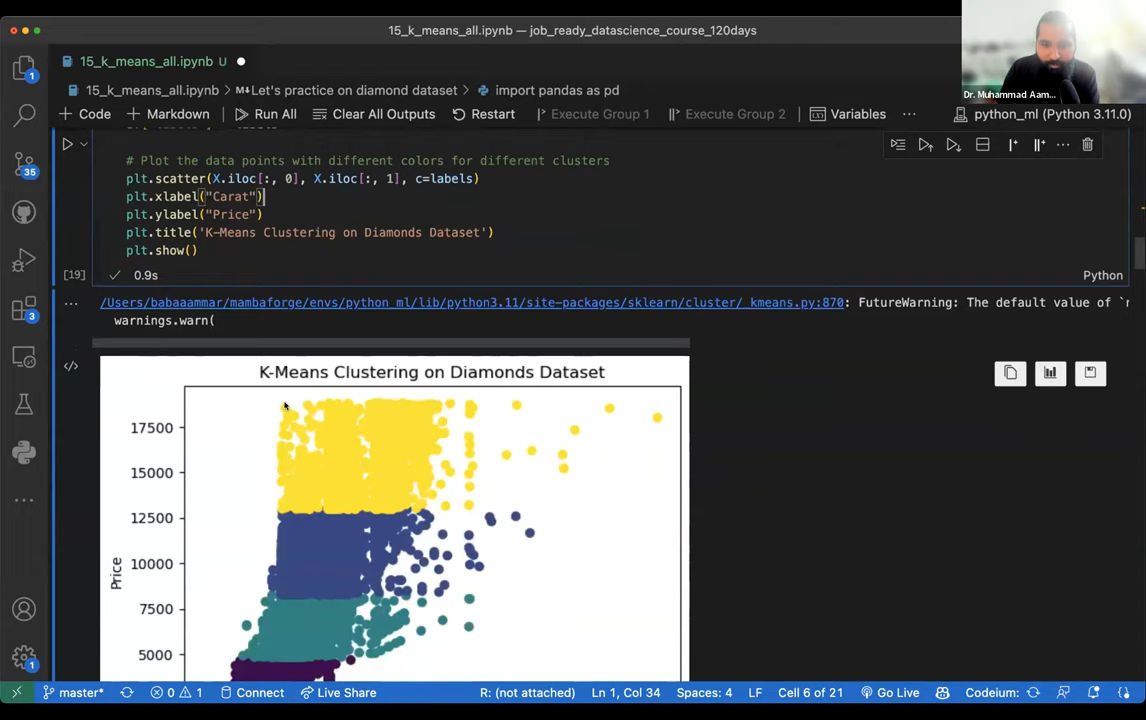 15_k_means_all.ipynb — job_ready_datascience_course_120days
15_k_means_all.ipynb U
15_k_means_all.ipynb > M↓Let's practice on diamond dataset > import pandas as pd
+ Code + Markdown Run All Clear All Outputs Restart Execute Group 1 Execute Group 2 Variables ... python_ml (Python 3.11.0)
Dr. Muhammad Aam...
1
35
3
1
# Plot the data points with different colors for different clusters
plt.scatter(X.iloc[:, 0], X.iloc[:, 1], c=labels)
plt.xlabel("Carat")
plt.ylabel("Price")
plt.title('K-Means Clustering on Diamonds Dataset')
plt.show()
[19] 0.9s Python
/Users/babaaammar/mambaforge/envs/python_ml/lib/python3.11/site-packages/sklearn/cluster/_kmeans.py:870: FutureWarning: The default value of
warnings.warn(
K-Means Clustering on Diamonds Dataset
17500
15000
12500
10000
7500
5000
Price
master* 0 1 Connect Live Share R: (not attached) Ln 1, Col 34 Spaces: 4 LF Cell 6 of 21 Go Live Codeium: